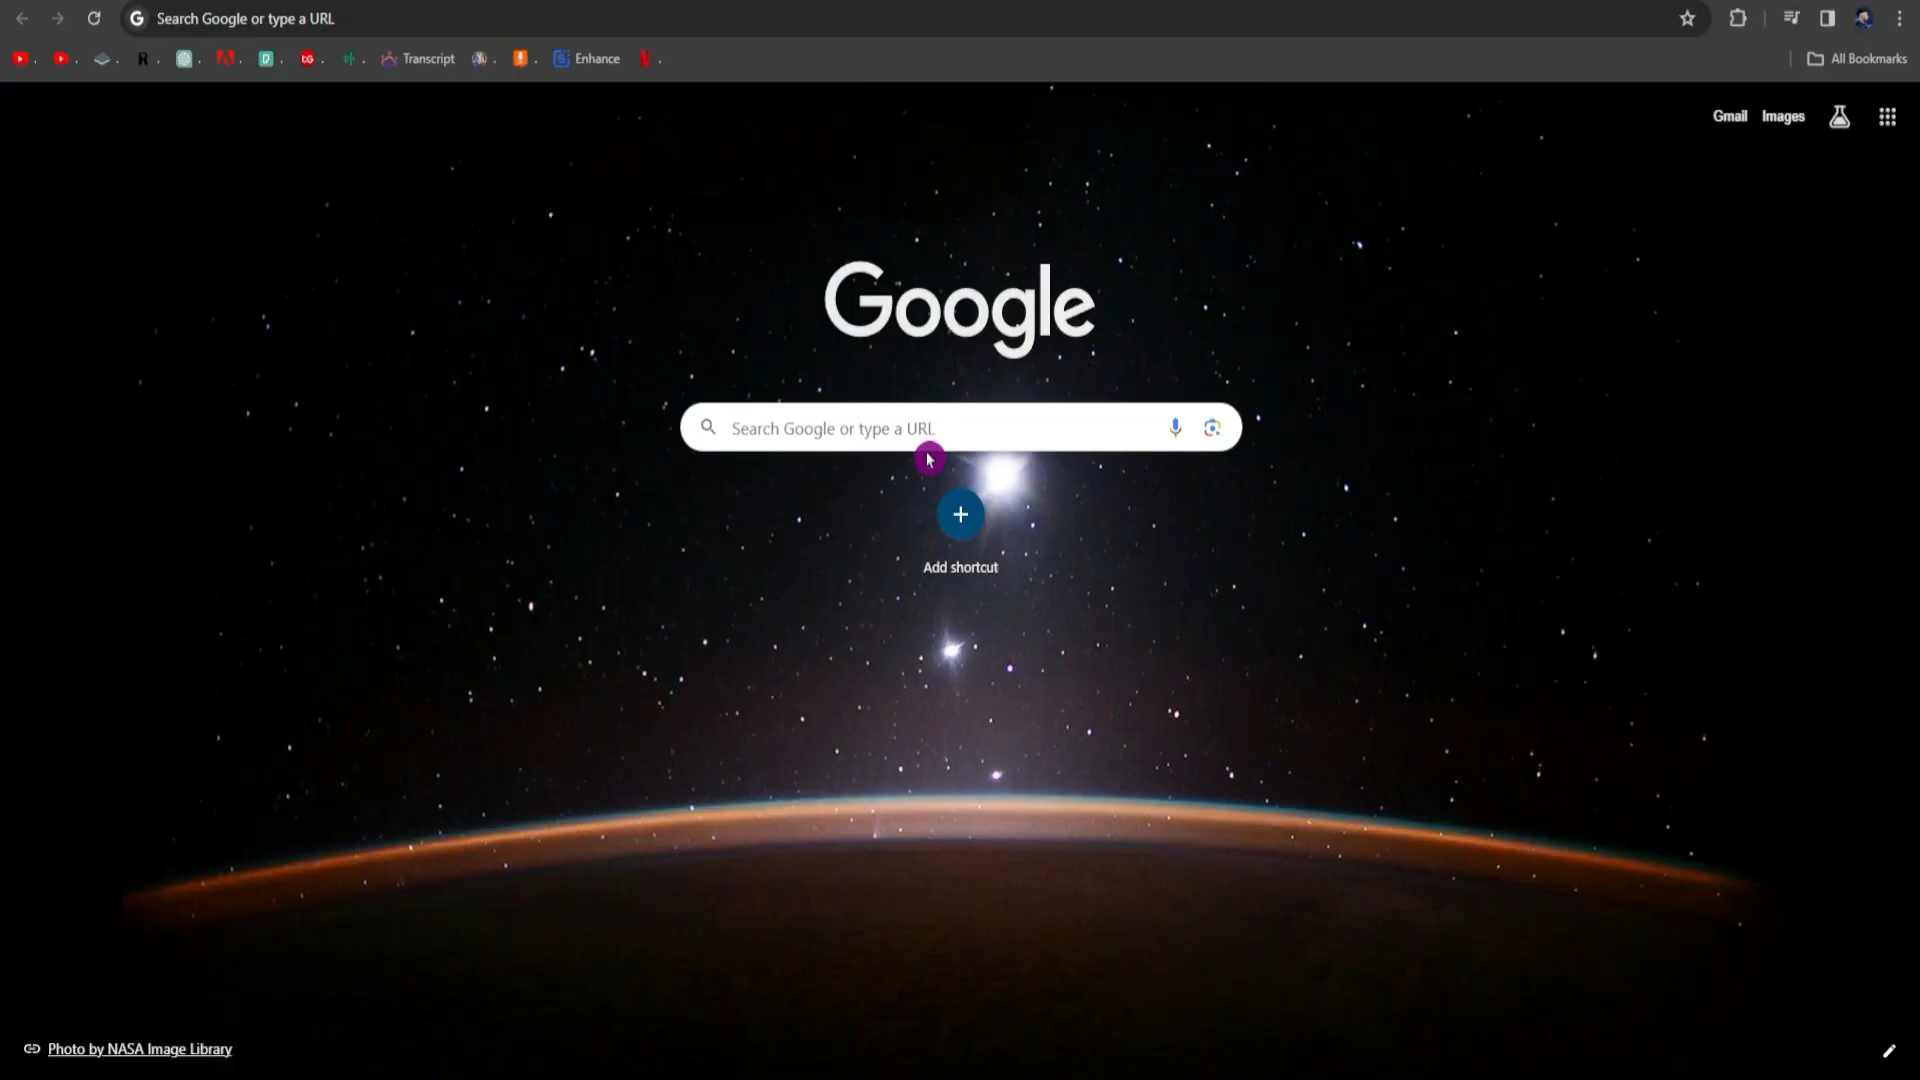 Search Google or type a URL
Transcript
Enhance
All Bookmarks
Gmail Images
Google
Search Google or type a URL
Add shortcut
Photo by NASA Image Library